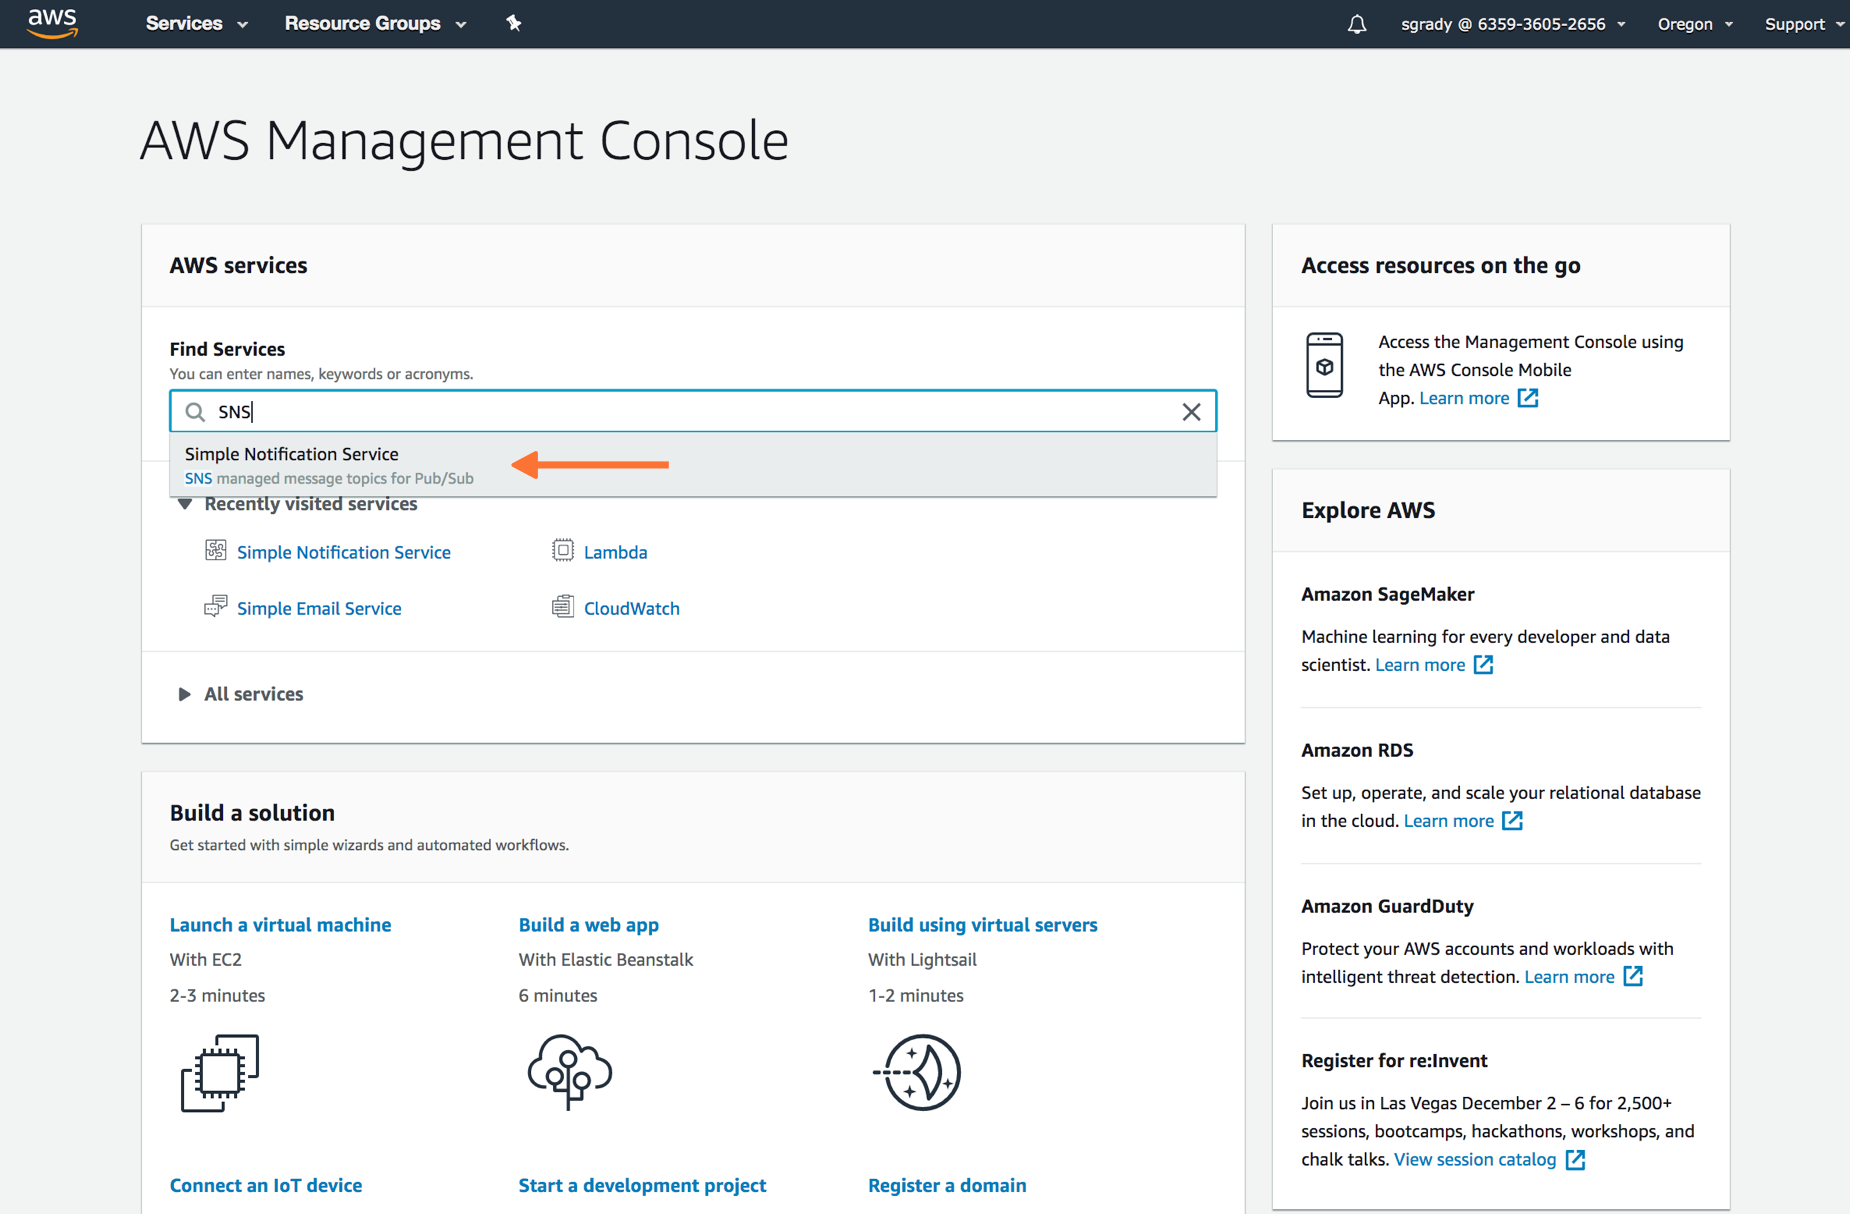 aws
Services
Resource Groups
sgrady @ 6359-3605-2656
Oregon
Support
AWS Management Console
AWS services
Find Services
You can enter names, keywords or acronyms.
SNS
Simple Notification Service
SNS managed message topics for Pub/Sub
Recently visited services
Simple Notification Service
Lambda
Simple Email Service
CloudWatch
All services
Build a solution
Get started with simple wizards and automated workflows.
Launch a virtual machine
With EC2
2-3 minutes
Build a web app
With Elastic Beanstalk
6 minutes
Build using virtual servers
With Lightsail
1-2 minutes
Connect an IoT device
Start a development project
Register a domain
Access resources on the go
Access the Management Console using
the AWS Console Mobile
App. Learn more
Explore AWS
Amazon SageMaker
Machine learning for every developer and data
scientist. Learn more
Amazon RDS
Set up, operate, and scale your relational database
in the cloud. Learn more
Amazon GuardDuty
Protect your AWS accounts and workloads with
intelligent threat detection. Learn more
Register for re:Invent
Join us in Las Vegas December 2 – 6 for 2,500+
sessions, bootcamps, hackathons, workshops, and
chalk talks. View session catalog